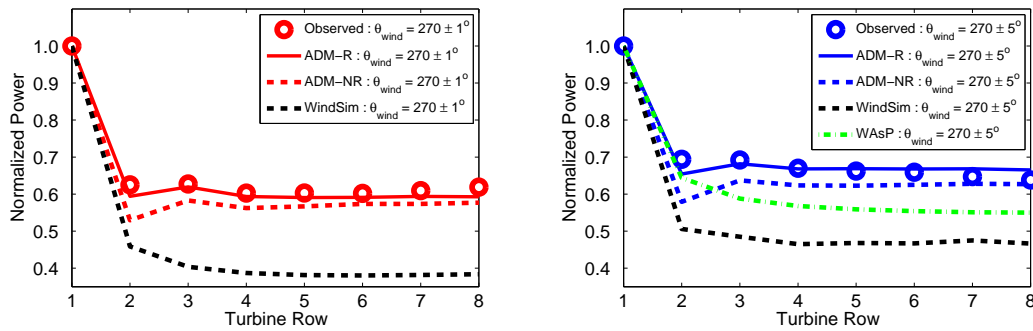 Normalized Power
1.0
0.9
0.8
0.7
0.6
0.5
0.4
1 2 3 4 5 6 7 8
Turbine Row
Observed : θwind = 270 ± 1°
ADM−R : θwind = 270 ± 1°
ADM−NR : θwind = 270 ± 1°
WindSim : θwind = 270 ± 1°
Normalized Power
1.0
0.9
0.8
0.7
0.6
0.5
0.4
1 2 3 4 5 6 7 8
Turbine Row
Observed : θwind = 270 ± 5°
ADM−R : θwind = 270 ± 5°
ADM−NR : θwind = 270 ± 5°
WindSim : θwind = 270 ± 5°
WAsP : θwind = 270 ± 5°